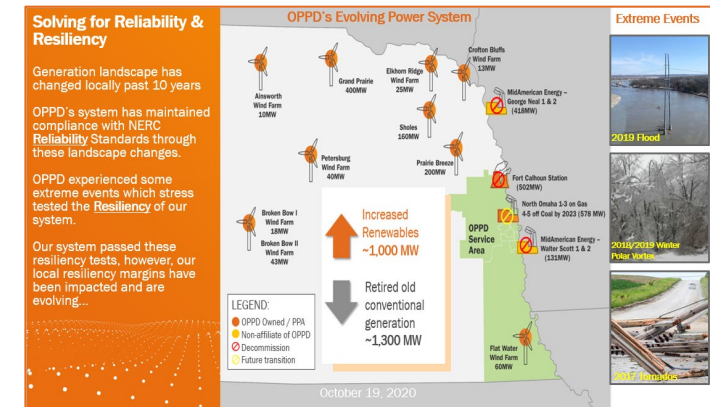 Solving for Reliability &
Resiliency
Generation landscape has
changed locally past 10 years
OPPD's system has maintained
compliance with NERC
Reliability Standards through
these landscape changes.
OPPD experienced some
extreme events which stress
tested the Resiliency of our
system.
Our system passed these
resiliency tests, however, our
local resiliency margins have
been impacted and are
evolving...
OPPD's Evolving Power System
Ainsworth
Wind Farm
10MW
Grand Prairie
400MW
Elkhorn Ridge
Wind Farm
25MW
Crofton Bluffs
Wind Farm
13MW
MidAmerican Energy –
George Neal 1 & 2
(418MW)
Sholes
160MW
Petersburg
Wind Farm
40MW
Prairie Breeze
200MW
Fort Calhoun Station
(502MW)
North Omaha 1-3 on Gas
4-5 off Coal by 2023 (578 MW)
Broken Bow I
Wind Farm
18MW
Broken Bow II
Wind Farm
43MW
OPPD
Service
Area
MidAmerican Energy –
Walter Scott 1 & 2
(131MW)
Increased
Renewables
~1,000 MW
Retired old
conventional
generation
~1,300 MW
LEGEND:
OPPD Owned / PPA
Non-affiliate of OPPD
Decommission
Future transition
Flat Water
Wind Farm
60MW
October 19, 2020
Extreme Events
2019 Flood
2018/2019 Winter
Polar Vortex
2017 Tornados